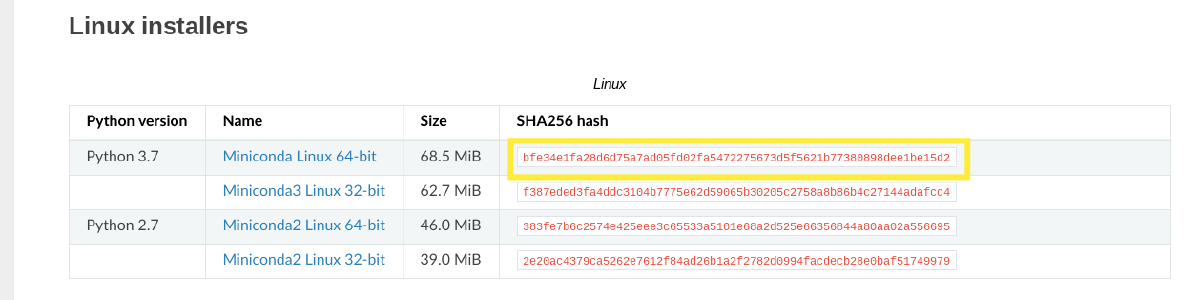 Linux installers
Linux
Python version Name Size SHA256 hash
Python 3.7 Miniconda Linux 64-bit 68.5 MiB bfe34e1fa28d6d75a7ad05fd02fa5472275673d5f5621b77380898dee1be15d2
Miniconda3 Linux 32-bit 62.7 MiB f387eded3fa4ddc3104b7775e62d59065b30205c2758a8b86b4c27144adafcc4
Python 2.7 Miniconda2 Linux 64-bit 46.0 MiB 383fe7b6c2574e425eee3c65533a5101e68a2d525e66356844a80aa02a556695
Miniconda2 Linux 32-bit 39.0 MiB 2e20ac4379ca5262e7612f84ad26b1a2f2782d0994facdecb28e0baf51749979